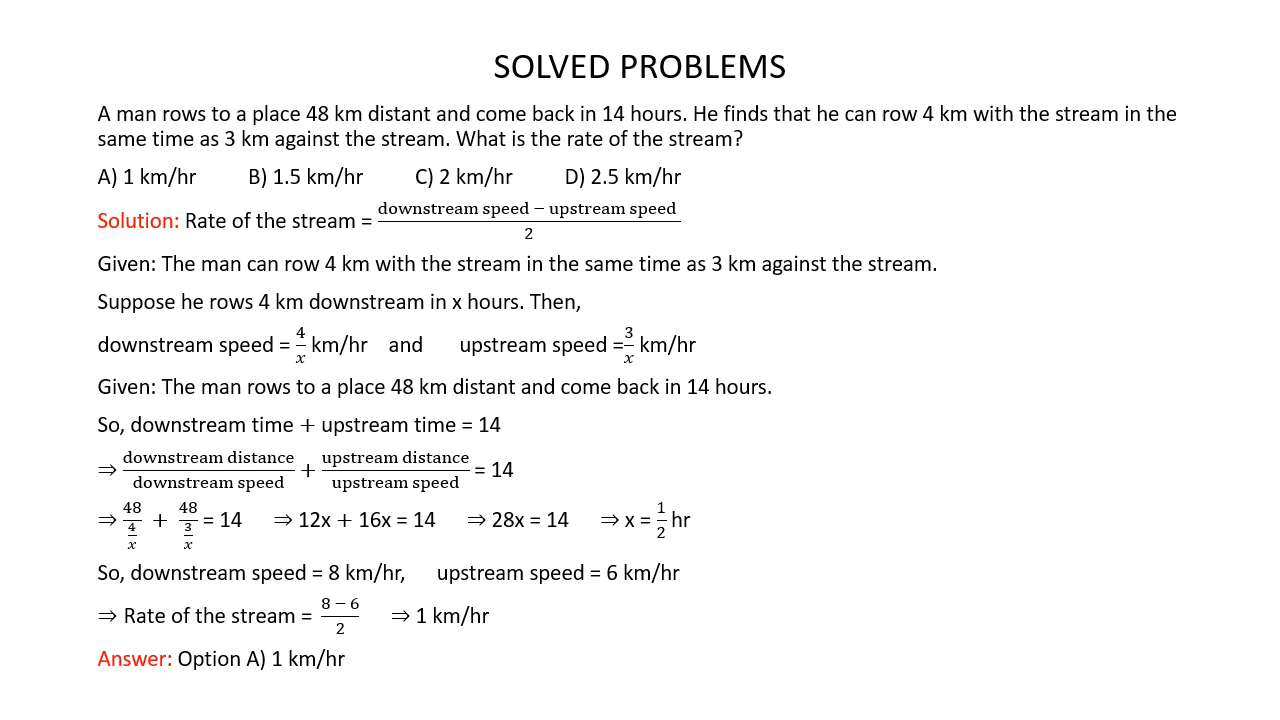 SOLVED PROBLEMS
A man rows to a place 48 km distant and come back in 14 hours. He finds that he can row 4 km with the stream in the
same time as 3 km against the stream. What is the rate of the stream?
A) 1 km/hr B) 1.5 km/hr C) 2 km/hr D) 2.5 km/hr
Solution: Rate of the stream = (downstream speed − upstream speed)/2
Given: The man can row 4 km with the stream in the same time as 3 km against the stream.
Suppose he rows 4 km downstream in x hours. Then,
downstream speed = 4/x km/hr and upstream speed =3/x km/hr
Given: The man rows to a place 48 km distant and come back in 14 hours.
So, downstream time + upstream time = 14
⇒ downstream distance/downstream speed + upstream distance/upstream speed = 14
⇒ 48/(4/x) + 48/(3/x) = 14 ⇒ 12x + 16x = 14 ⇒ 28x = 14 ⇒ x = 1/2 hr
So, downstream speed = 8 km/hr, upstream speed = 6 km/hr
⇒ Rate of the stream = (8 − 6)/2 ⇒ 1 km/hr
Answer: Option A) 1 km/hr